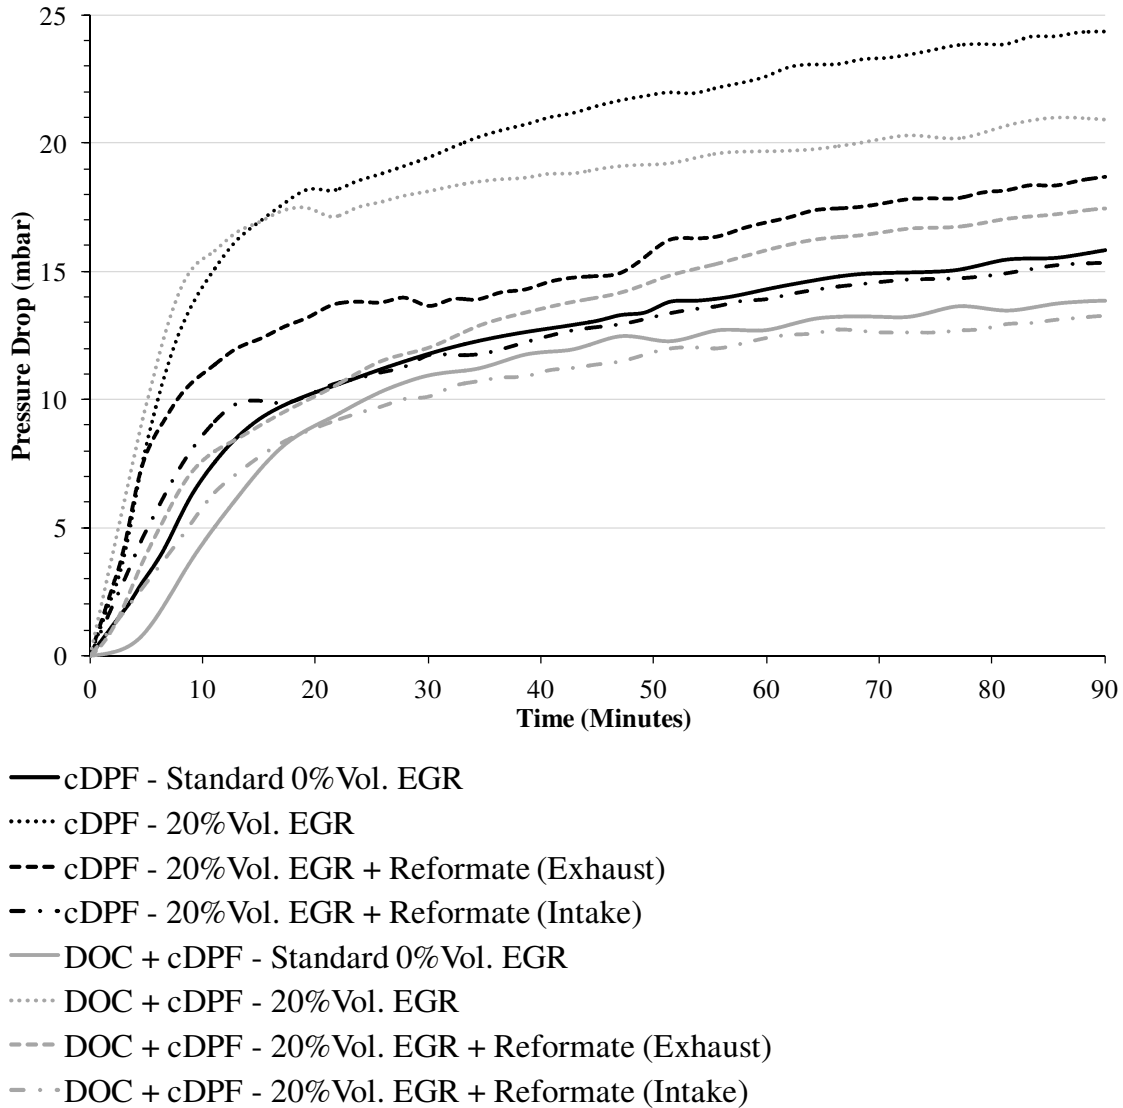 25
20
15
10
5
0
Pressure Drop (mbar)
0 10 20 30 40 50 60 70 80 90
Time (Minutes)
cDPF - Standard 0%Vol. EGR
cDPF - 20%Vol. EGR
cDPF - 20%Vol. EGR + Reformate (Exhaust)
cDPF - 20%Vol. EGR + Reformate (Intake)
DOC + cDPF - Standard 0%Vol. EGR
DOC + cDPF - 20%Vol. EGR
DOC + cDPF - 20%Vol. EGR + Reformate (Exhaust)
DOC + cDPF - 20%Vol. EGR + Reformate (Intake)